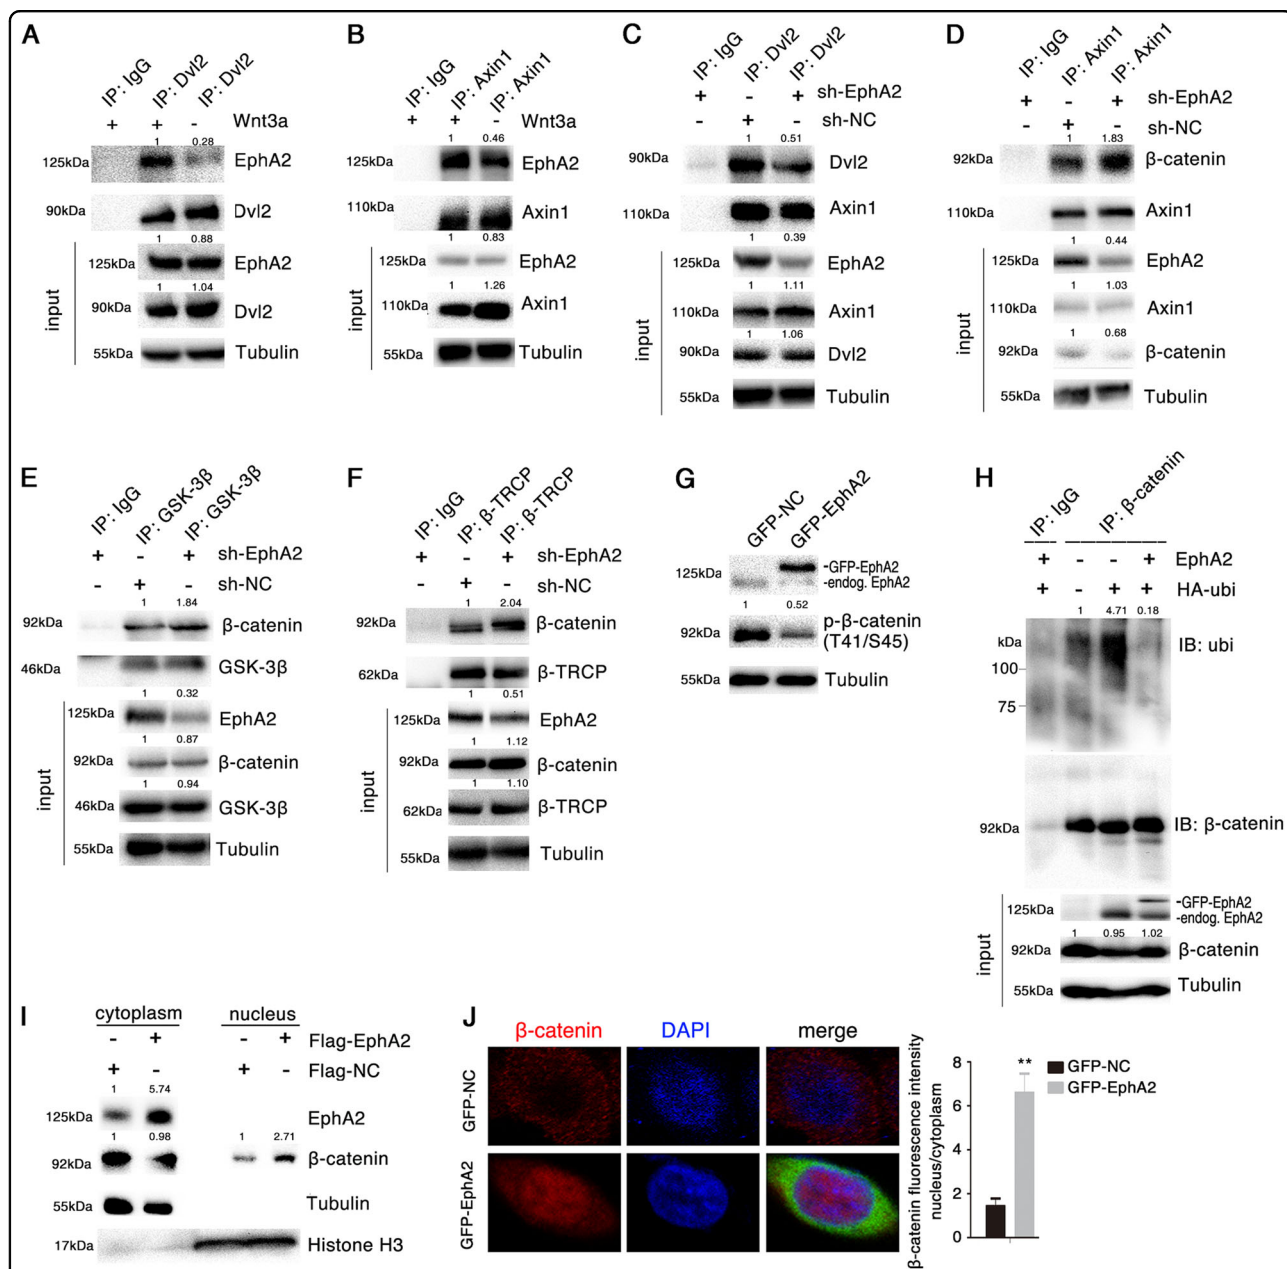 A
IP: IgG
IP: Dvl2
IP: Dvl2
+ + - Wnt3a
1 0.28
125kDa EphA2
90kDa Dvl2
1 0.88
125kDa EphA2
1 1.04
90kDa Dvl2
55kDa Tubulin
input
B
IP: IgG
IP: Axin1
IP: Axin1
+ + - Wnt3a
1 0.46
125kDa EphA2
110kDa Axin1
1 0.83
125kDa EphA2
1 1.26
110kDa Axin1
55kDa Tubulin
input
C
IP: IgG
IP: Dvl2
IP: Dvl2
+ - + sh-EphA2
- + - sh-NC
1 0.51
90kDa Dvl2
110kDa Axin1
1 0.39
125kDa EphA2
1 1.11
110kDa Axin1
1 1.06
90kDa Dvl2
55kDa Tubulin
input
D
IP: IgG
IP: Axin1
IP: Axin1
+ - + sh-EphA2
- + - sh-NC
1 1.83
92kDa β-catenin
110kDa Axin1
1 0.44
125kDa EphA2
1 1.03
110kDa Axin1
1 0.68
92kDa β-catenin
55kDa Tubulin
input
E
IP: IgG
IP: GSK-3β
IP: GSK-3β
+ - + sh-EphA2
- + - sh-NC
1 1.84
92kDa β-catenin
46kDa GSK-3β
1 0.32
125kDa EphA2
1 0.87
92kDa β-catenin
1 0.94
46kDa GSK-3β
55kDa Tubulin
input
F
IP: IgG
IP: β-TRCP
IP: β-TRCP
+ - + sh-EphA2
- + - sh-NC
1 2.04
92kDa β-catenin
62kDa β-TRCP
1 0.51
125kDa EphA2
1 1.12
92kDa β-catenin
1 1.10
62kDa β-TRCP
55kDa Tubulin
input
G
GFP-NC
GFP-EphA2
125kDa -GFP-EphA2
-endog. EphA2
1 0.52
92kDa p-β-catenin
(T41/S45)
55kDa Tubulin
H
IP: IgG
IP: β-catenin
+ - - + EphA2
+ - + + HA-ubi
1 4.71 0.18
kDa IB: ubi
100
75
92kDa IB: β-catenin
-GFP-EphA2
125kDa -endog. EphA2
1 0.95 1.02
92kDa β-catenin
55kDa Tubulin
input
I
cytoplasm nucleus
- + - + Flag-EphA2
+ - + - Flag-NC
1 5.74
125kDa EphA2
1 0.98 1 2.71
92kDa β-catenin
55kDa Tubulin
17kDa Histone H3
J
β-catenin DAPI merge
GFP-NC
GFP-EphA2
β-catenin fluorescence intensity
nucleus/cytoplasm
8
6
4
2
0
**
GFP-NC
GFP-EphA2